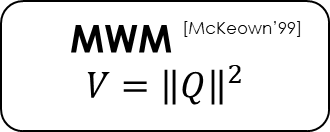 MWM [McKeown’99]
V = ‖Q‖²